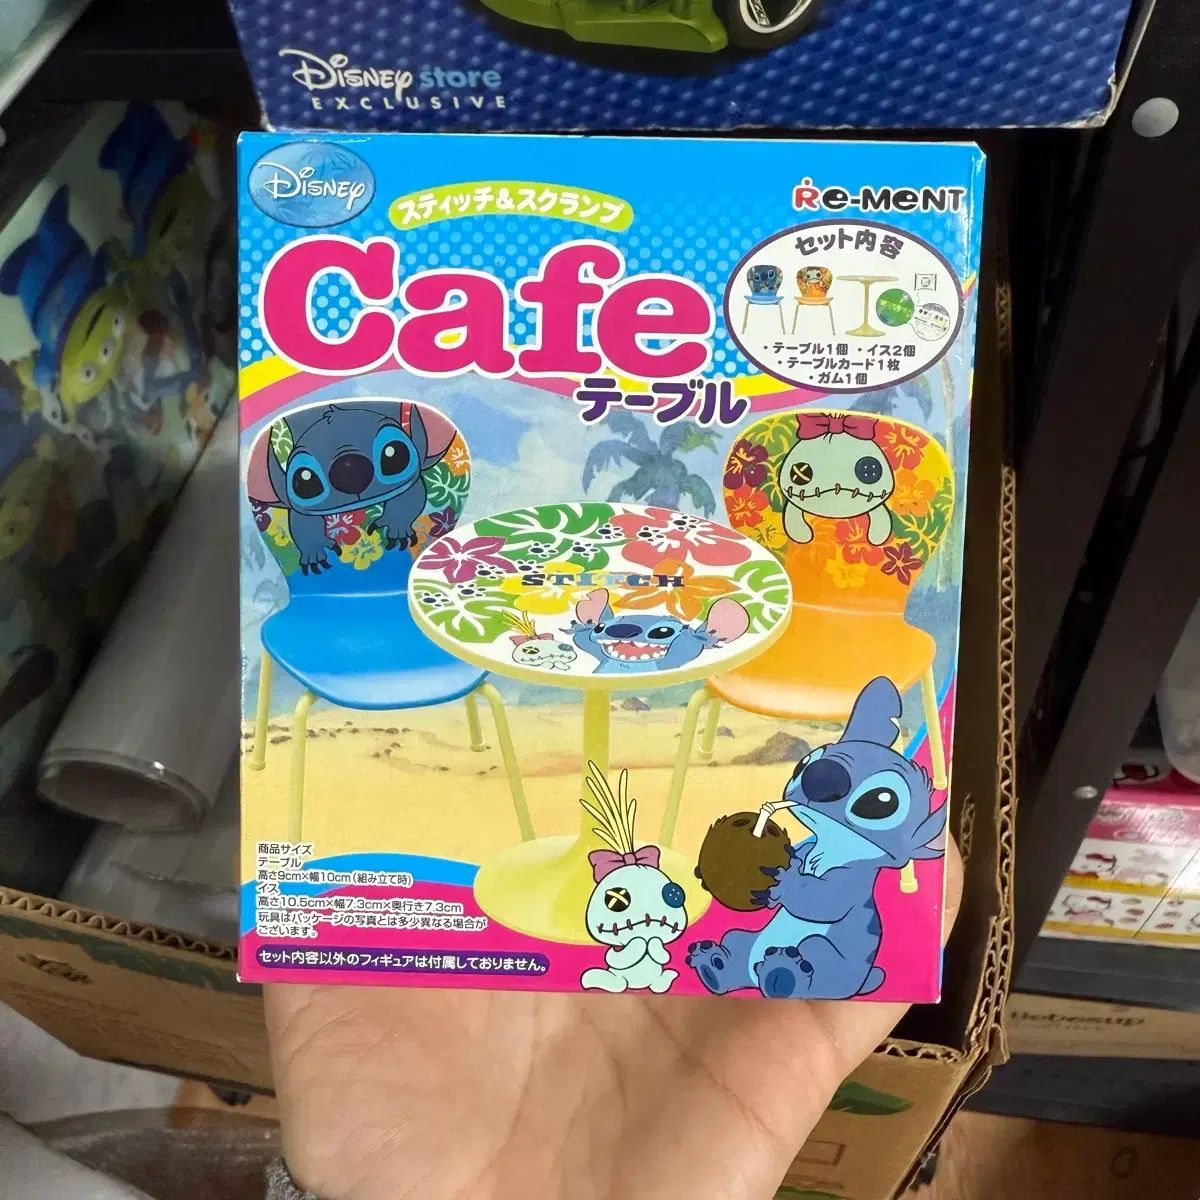 Disney store
EXCLUSIVE
Disney
スティッチ&スクランプ
Re-MeNT
Cafe
テーブル
セット内容
・テーブル1個 ・イス2個
・テーブルカード1枚
・ガム1個
STITCH
商品サイズ
テーブル
高さ9cm×幅10cm(組み立て時)
イス
高さ10.5cm×幅7.3cm×奥行き7.3cm
玩具はパッケージの写真とは多少異なる場合が
ございます。
セット内容以外のフィギュアは付属しておりません。